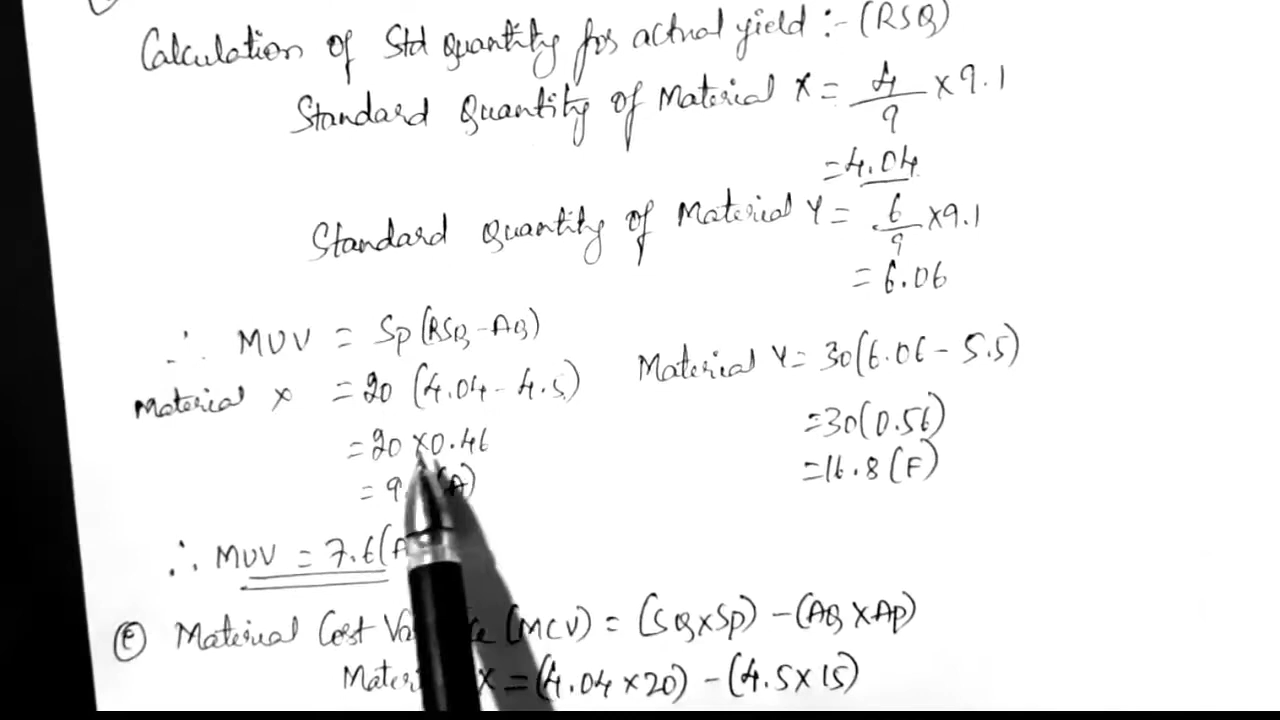 Calculation of Std Quantity for actual yield :- (RSQ)
Standard Quantity of Material X = 4/9 × 9.1
= 4.04
Standard Quantity of Material Y = 6/9 × 9.1
= 6.06
∴ MUV = SP(RSQ - AQ)
Material X = 20 (4.04 - 4.5)
= 20 × 0.46
= 9. (A)
Material Y = 30(6.06 - 5.5)
= 30(0.56)
= 16.8 (F)
∴ MUV = 7.6 (A
(E) Material Cost (MCV) = (SQ×SP) - (AQ×AP)
X = (4.04 × 20) - (4.5 × 15)